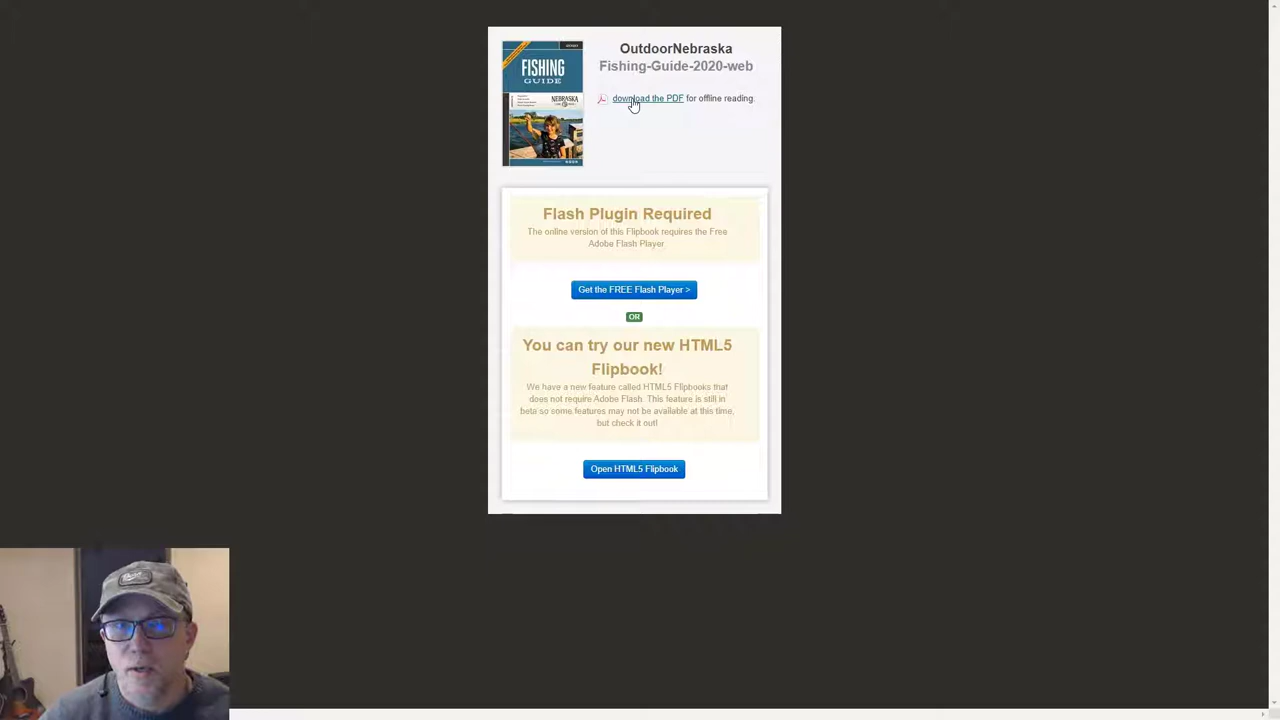 OutdoorNebraska
Fishing-Guide-2020-web
download the PDF for offline reading.
FISHING
GUIDE
NEBRASKA
Flash Plugin Required
The online version of this Flipbook requires the Free
Adobe Flash Player.
Get the FREE Flash Player >
OR
You can try our new HTML5
Flipbook!
We have a new feature called HTML5 Flipbooks that
does not require Adobe Flash. This feature is still in
beta so some features may not be available at this time,
but check it out!
Open HTML5 Flipbook